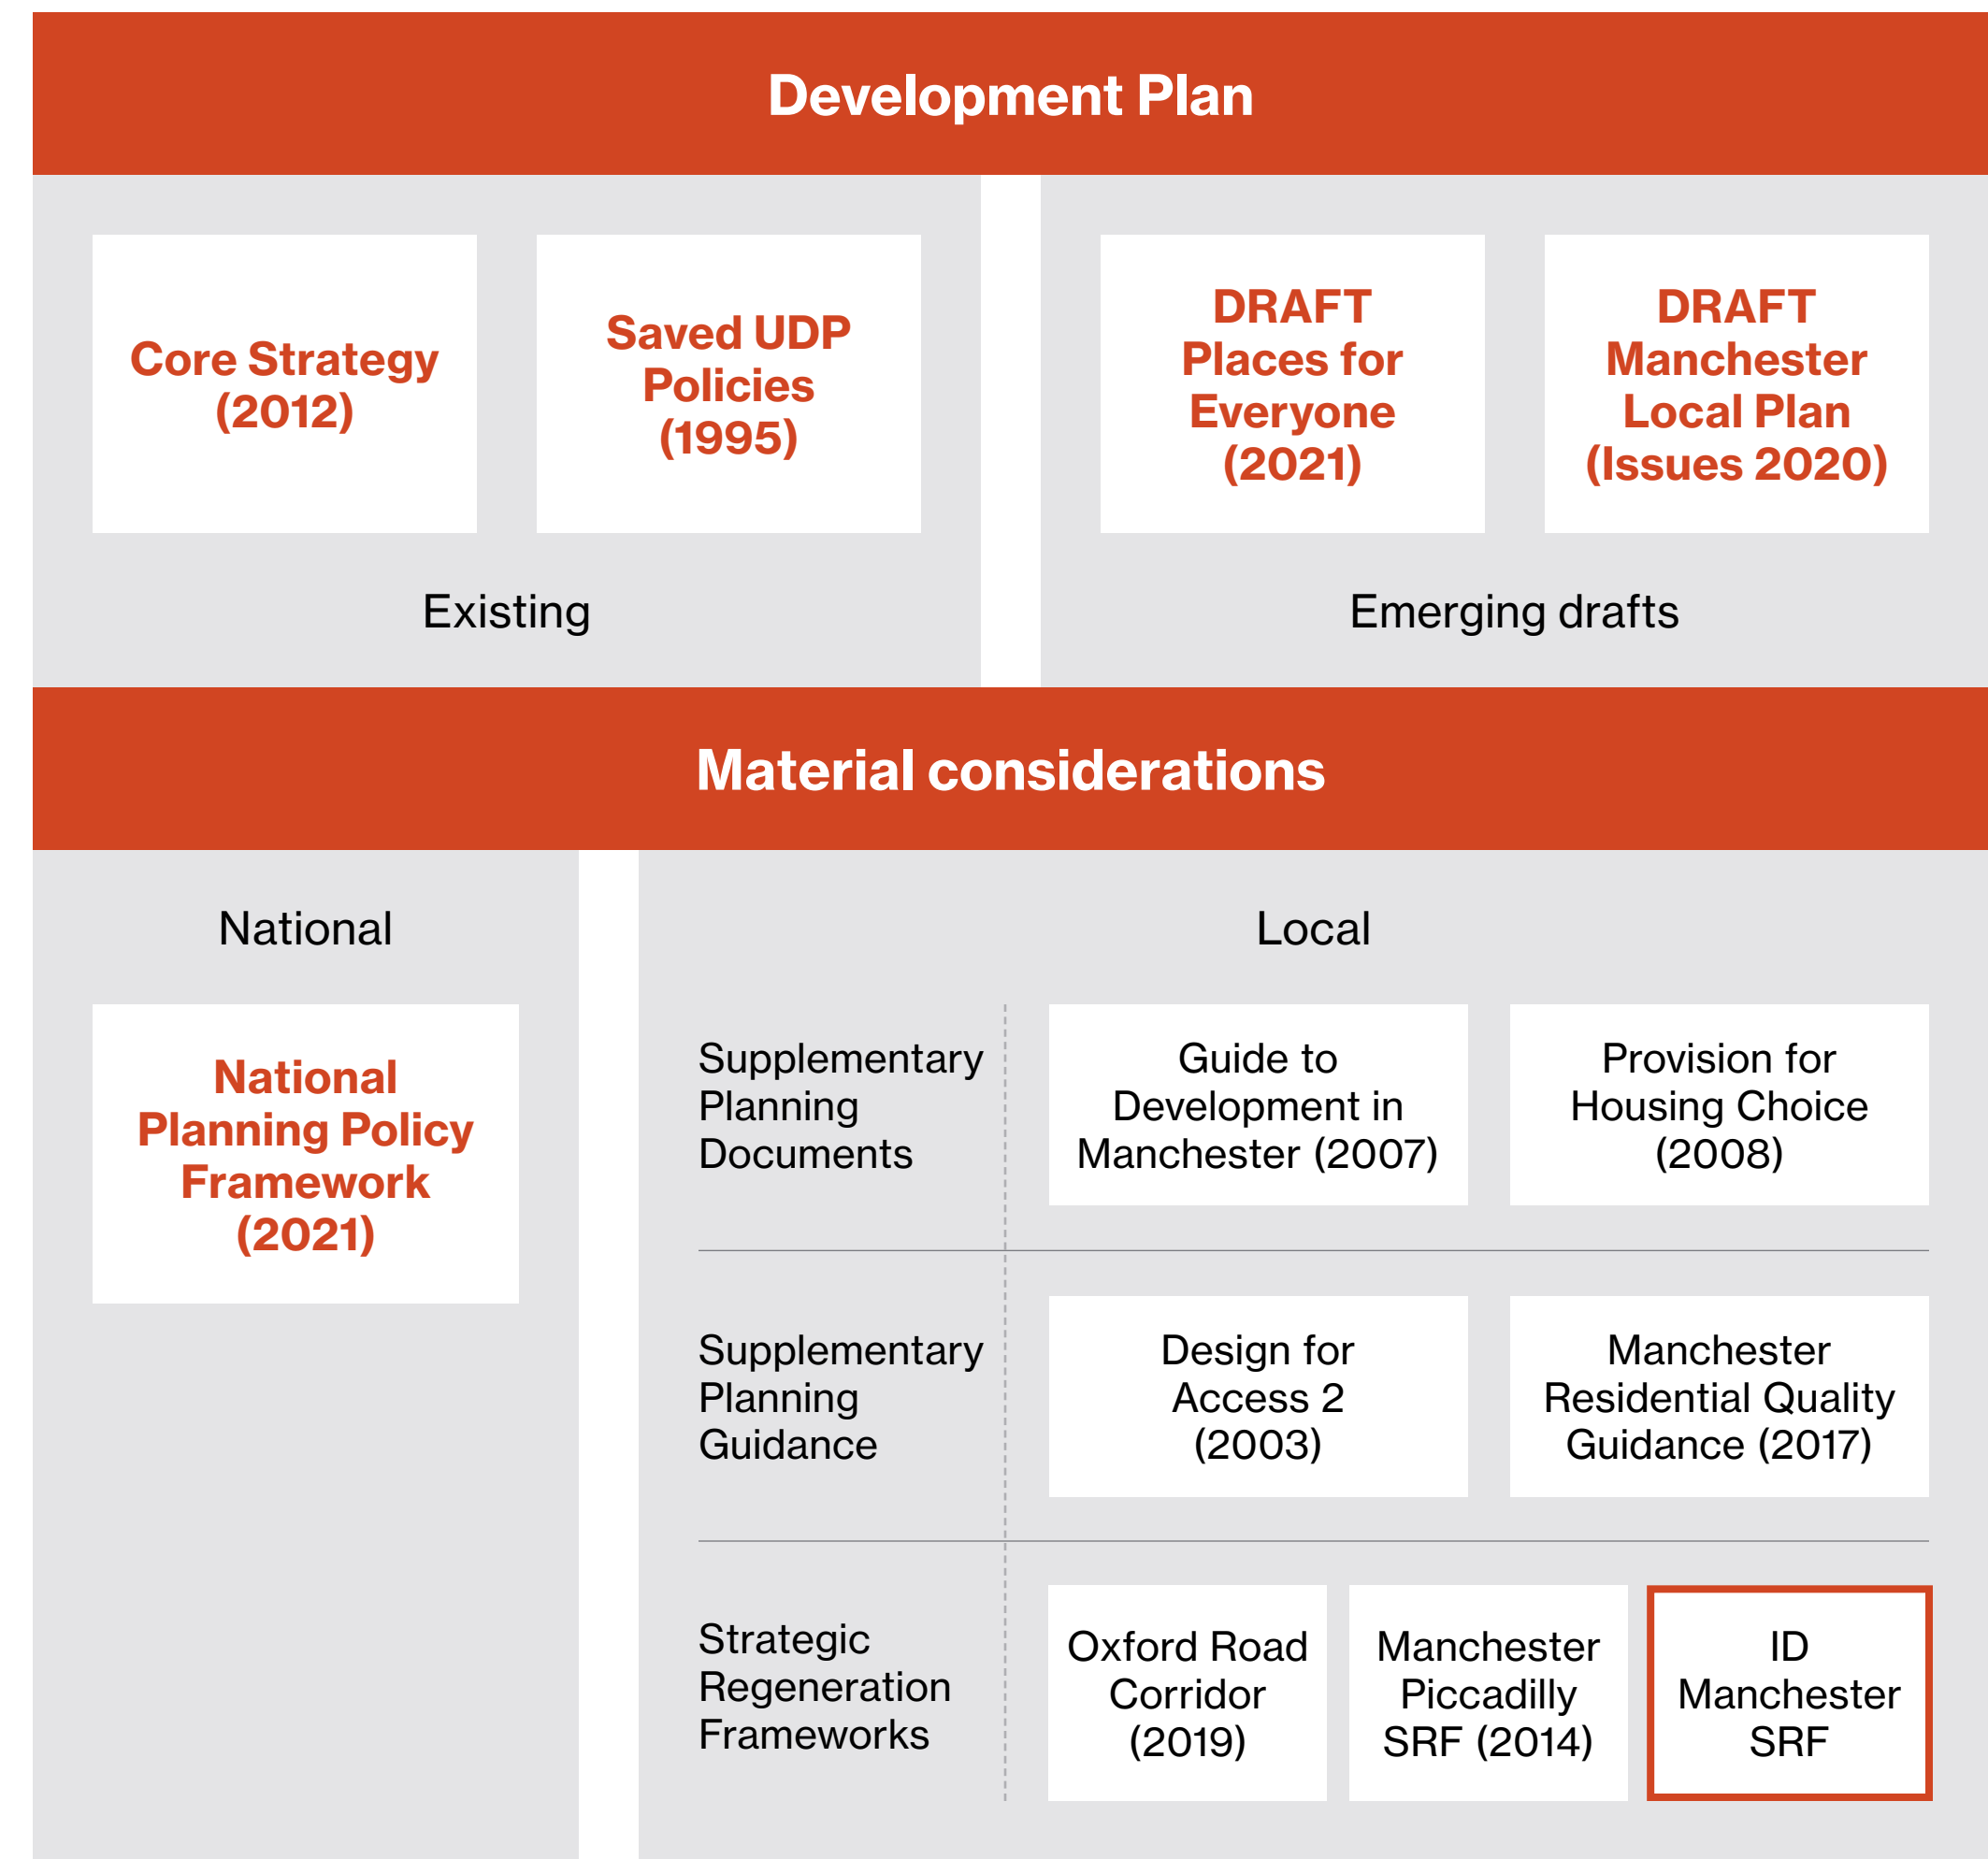 Development Plan
Core Strategy
(2012)
Saved UDP
Policies
(1995)
DRAFT
Places for
Everyone
(2021)
DRAFT
Manchester
Local Plan
(Issues 2020)
Existing
Emerging drafts
Material considerations
National
National
Planning Policy
Framework
(2021)
Local
Supplementary
Planning
Documents
Guide to
Development in
Manchester (2007)
Provision for
Housing Choice
(2008)
Supplementary
Planning
Guidance
Design for
Access 2
(2003)
Manchester
Residential Quality
Guidance (2017)
Strategic
Regeneration
Frameworks
Oxford Road
Corridor
(2019)
Manchester
Piccadilly
SRF (2014)
ID
Manchester
SRF